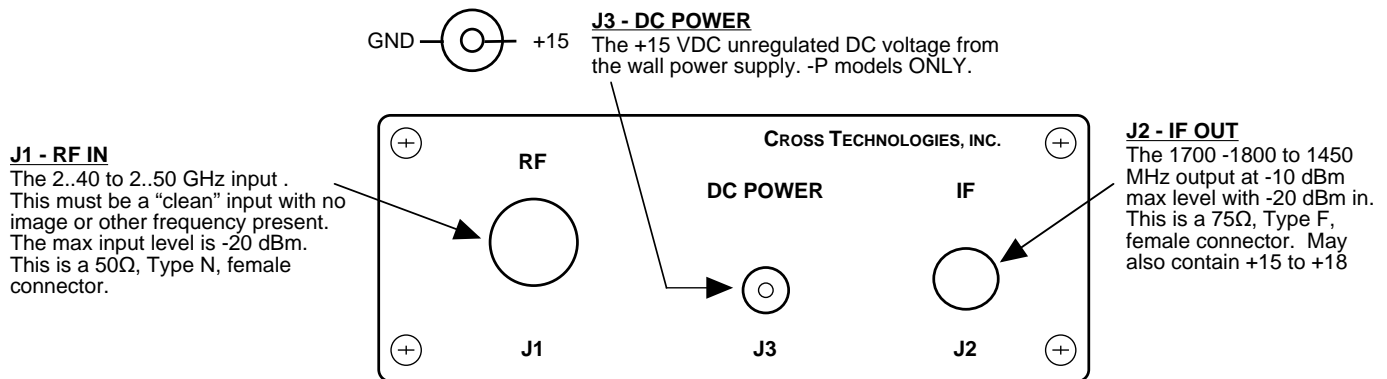 GND
+15
J3 - DC POWER
The +15 VDC unregulated DC voltage from
the wall power supply. -P models ONLY.
J1 - RF IN
The 2..40 to 2..50 GHz input .
This must be a “clean” input with no
image or other frequency present.
The max input level is -20 dBm.
This is a 50Ω, Type N, female
connector.
CROSS TECHNOLOGIES, INC.
RF
DC POWER
IF
J1
J3
J2
J2 - IF OUT
The 1700 -1800 to 1450
MHz output at -10 dBm
max level with -20 dBm in.
This is a 75Ω, Type F,
female connector. May
also contain +15 to +18